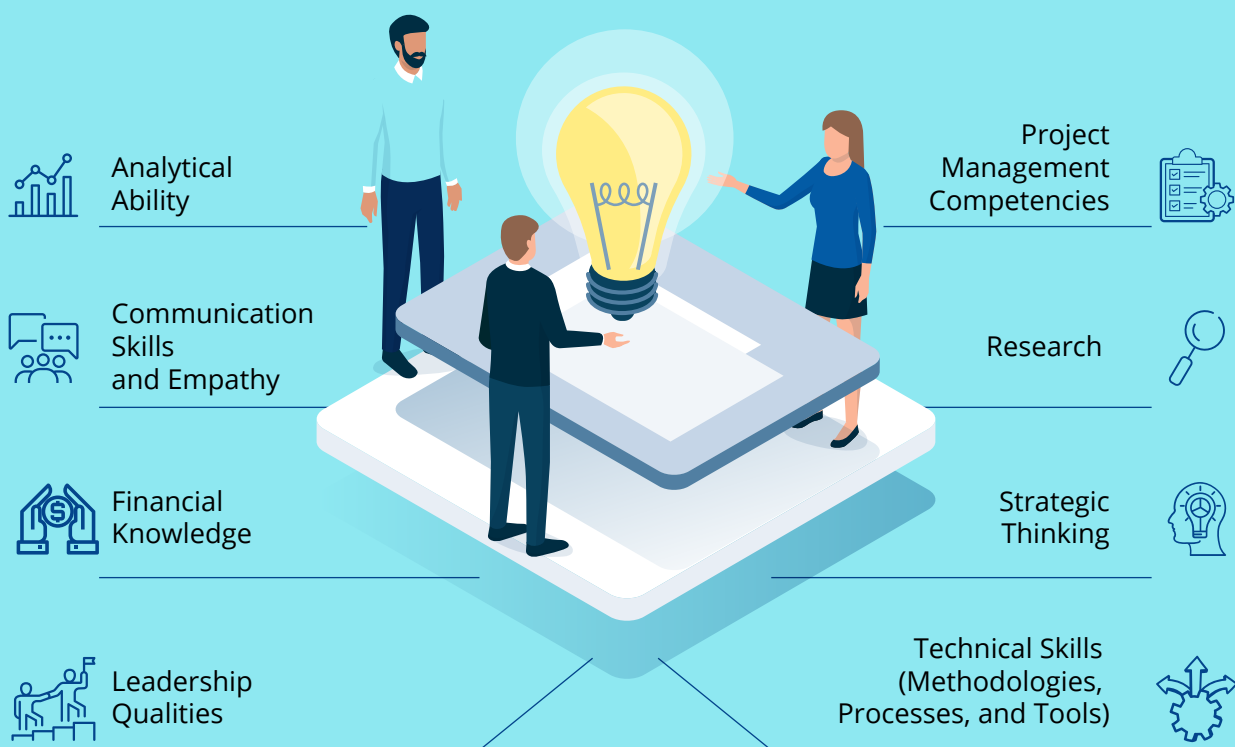 Analytical
Ability
Communication
Skills
and Empathy
Financial
Knowledge
Leadership
Qualities
Project
Management
Competencies
Research
Strategic
Thinking
Technical Skills
(Methodologies,
Processes, and Tools)